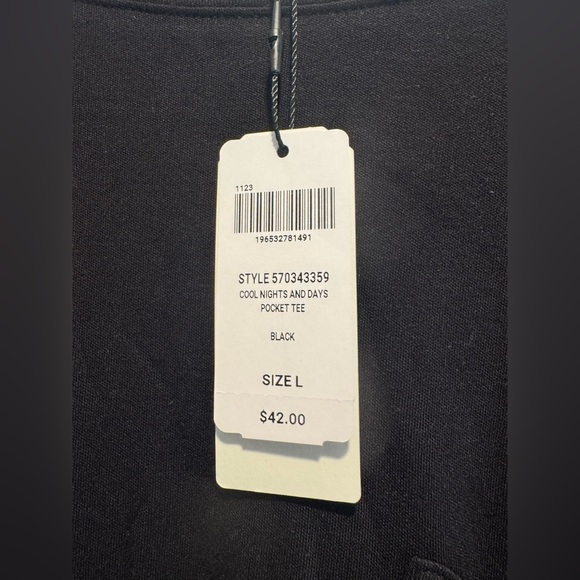 1123
196532781491
STYLE 570343359
COOL NIGHTS AND DAYS
POCKET TEE
BLACK
SIZE L
$42.00